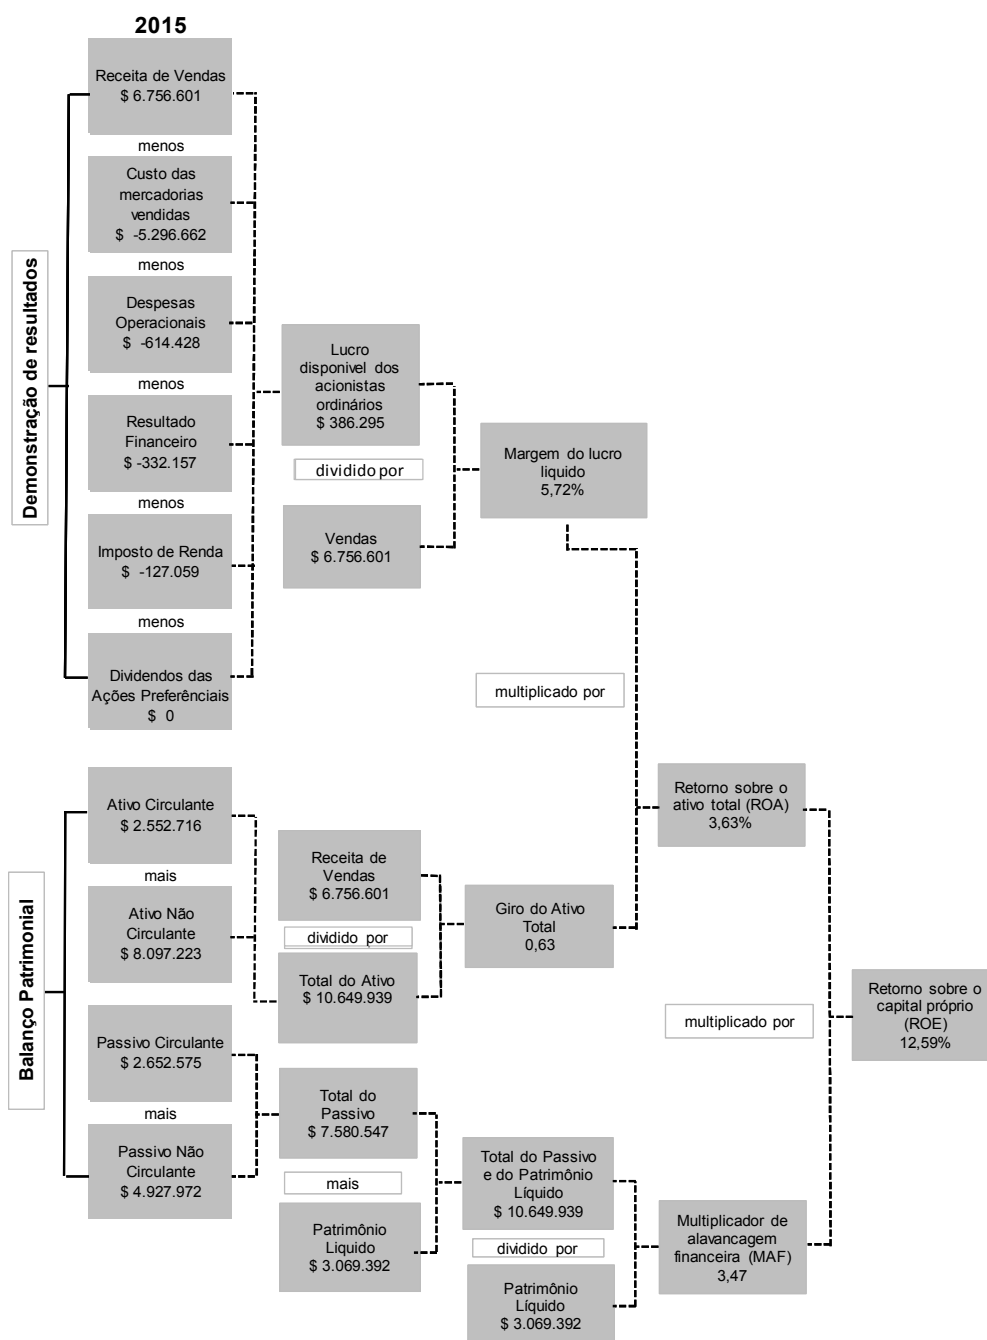 2015
Demonstração de resultados
Receita de Vendas
$ 6.756.601
menos
Custo das
mercadorias
vendidas
$ -5.296.662
menos
Despesas
Operacionais
$ -614.428
menos
Resultado
Financeiro
$ -332.157
menos
Imposto de Renda
$ -127.059
menos
Dividendos das
Ações Preferênciais
$ 0
Lucro
disponivel dos
acionistas
ordinários
$ 386.295
dividido por
Vendas
$ 6.756.601
Margem do lucro
liquido
5,72%
multiplicado por
Balanço Patrimonial
Ativo Circulante
$ 2.552.716
mais
Ativo Não
Circulante
$ 8.097.223
Passivo Circulante
$ 2.652.575
mais
Passivo Não
Circulante
$ 4.927.972
Receita de
Vendas
$ 6.756.601
dividido por
Total do Ativo
$ 10.649.939
Giro do Ativo
Total
0,63
Retorno sobre o
ativo total (ROA)
3,63%
Total do
Passivo
$ 7.580.547
mais
Patrimônio
Liquido
$ 3.069.392
Total do Passivo
e do Patrimônio
Líquido
$ 10.649.939
dividido por
Patrimônio
Líquido
$ 3.069.392
Multiplicador de
alavancagem
financeira (MAF)
3,47
multiplicado por
Retorno sobre o
capital próprio
(ROE)
12,59%